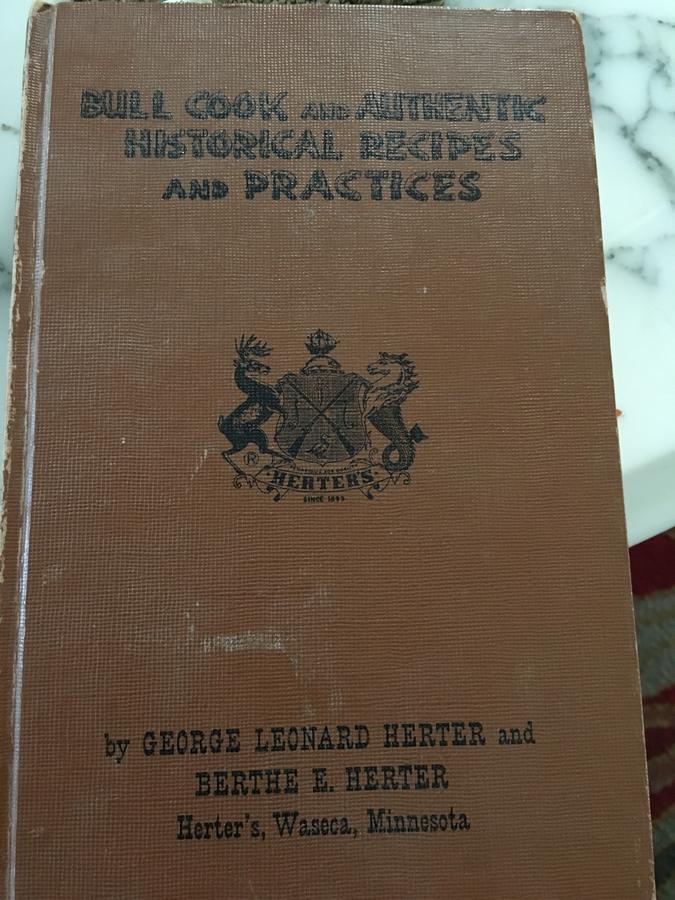 BULL COOK AND AUTHENTIC
HISTORICAL RECIPES
AND PRACTICES
®
HERTER'S
SINCE 1893
by GEORGE LEONARD HERTER and
BERTHE E. HERTER
Herter's, Waseca, Minnesota